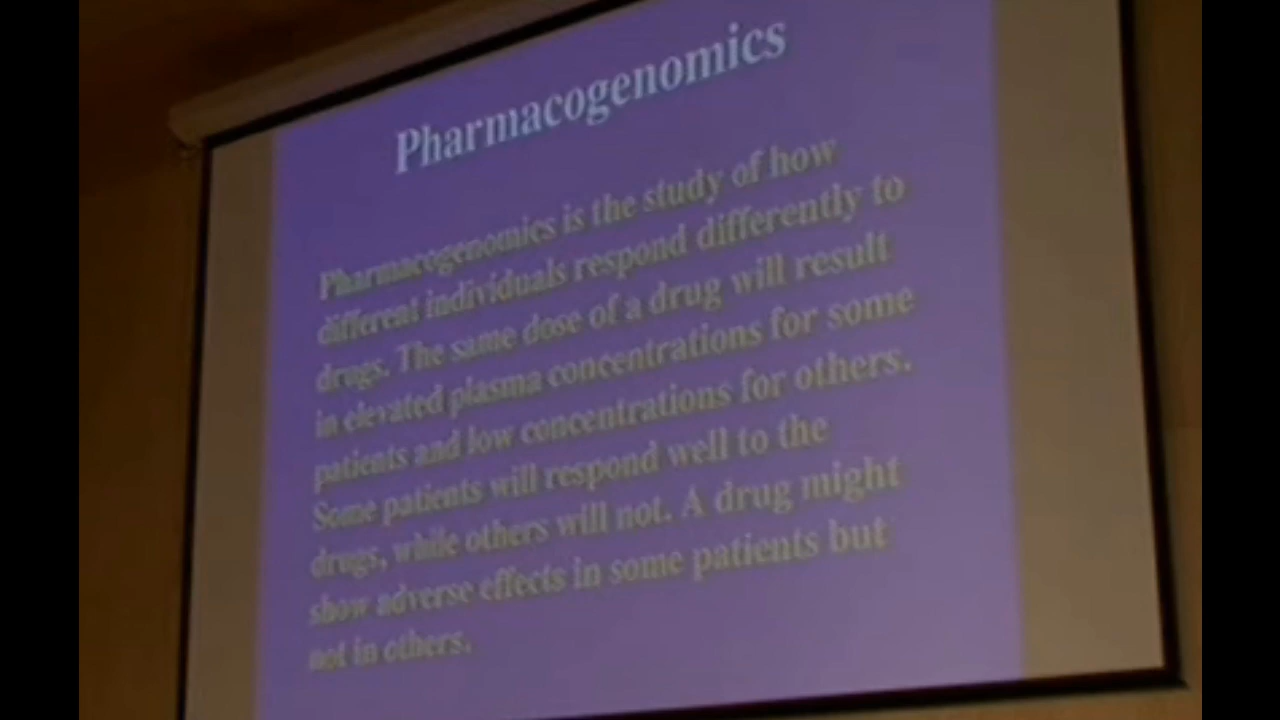 Pharmacogenomics
Pharmacogenomics is the study of how
different individuals respond differently to
drugs. The same dose of a drug will result
in elevated plasma concentrations for some
patients and low concentrations for others.
Some patients will respond well to the
drugs, while others will not. A drug might
show adverse effects in some patients but
not in others.